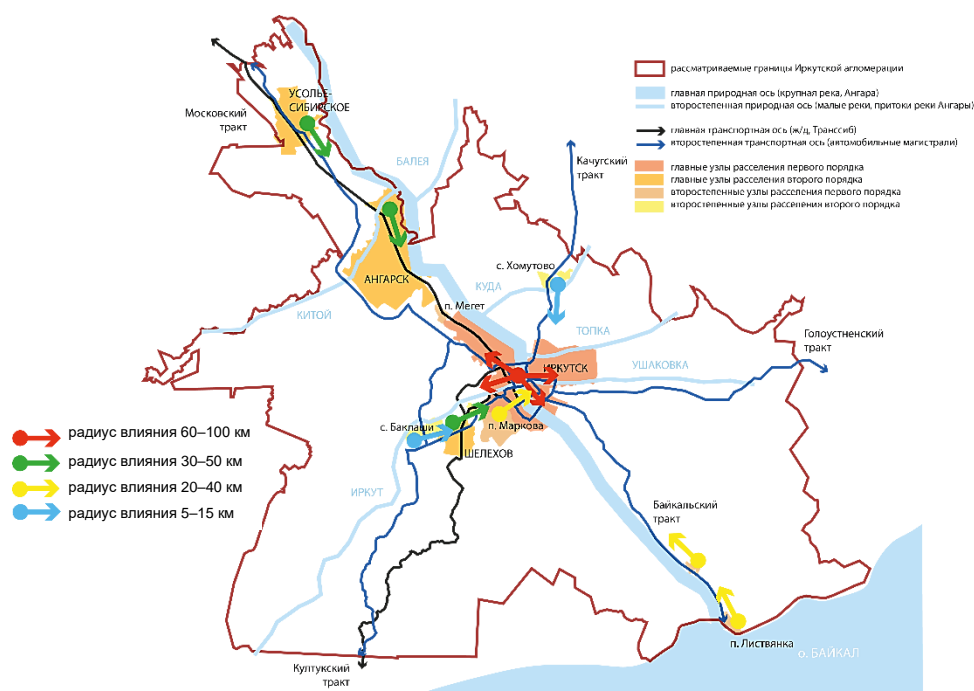 рассматриваемые границы Иркутской агломерации
главная природная ось (крупная река, Ангара)
второстепенная природная ось (малые реки, притоки реки Ангары)
главная транспортная ось (ж/д, Транссиб)
второстепенная транспортная ось (автомобильные магистрали)
главные узлы расселения первого порядка
главные узлы расселения второго порядка
второстепенные узлы расселения первого порядка
второстепенные узлы расселения второго порядка
УСОЛЬЕ-
СИБИРСКОЕ
Московский
тракт
БАЛЕЯ
Качугский
тракт
с. Хомутово
АНГАРСК
КУДА
п. Мегет
КИТОЙ
ТОПКА
Голоустненский
тракт
ИРКУТСК
УШАКОВКА
с. Баклаши
п. Маркова
ШЕЛЕХОВ
радиус влияния 60–100 км
радиус влияния 30–50 км
радиус влияния 20–40 км
радиус влияния 5–15 км
ИРКУТ
Байкальский
тракт
п. Листвянка
о. БАЙКАЛ
Култукский
тракт